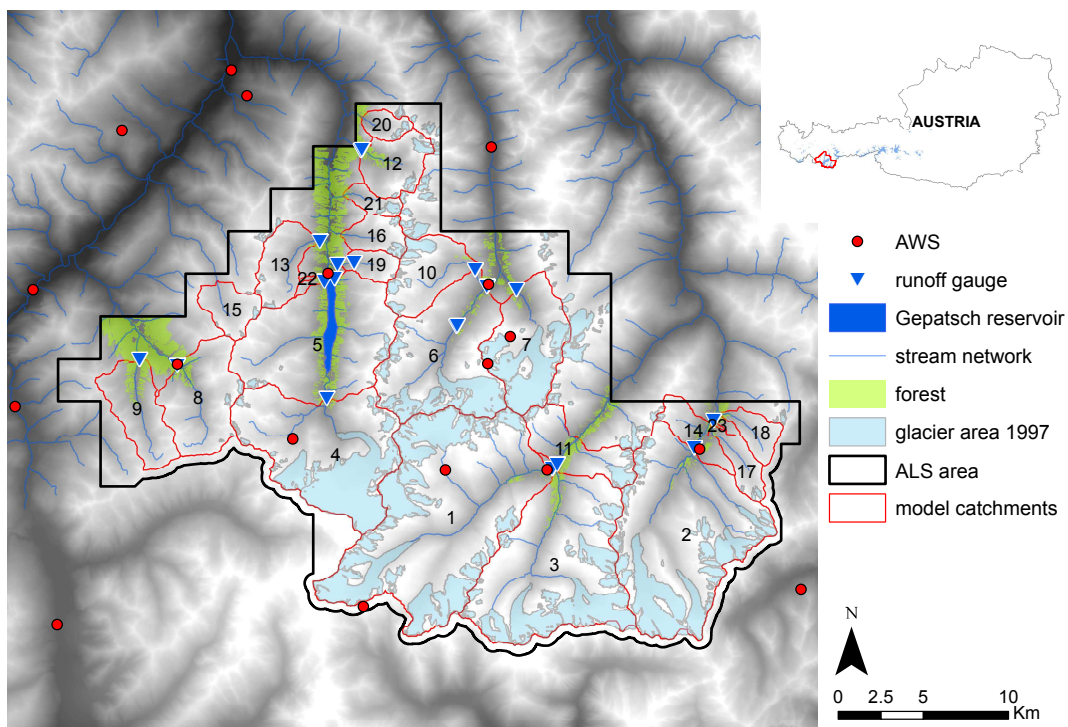 AUSTRIA
20
12
21
16
13
19
10
22
15
5
6
7
9
8
4
11
14
23
18
17
1
2
3
AWS
runoff gauge
Gepatsch reservoir
stream network
forest
glacier area 1997
ALS area
model catchments
N
0 2.5 5 10
Km